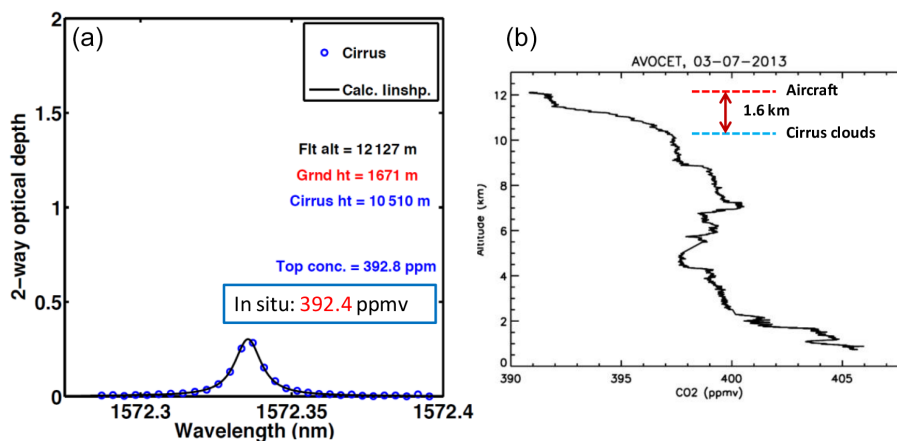 (a)
2
1.5
1
0.5
0
2-way optical depth
Cirrus
Calc. linshp.
Flt alt = 12 127 m
Grnd ht = 1671 m
Cirrus ht = 10 510 m
Top conc. = 392.8 ppm
In situ: 392.4 ppmv
1572.3
1572.35
1572.4
Wavelength (nm)
(b)
AVOCET, 03-07-2013
12
10
8
6
4
2
0
Altitude (km)
Aircraft
1.6 km
Cirrus clouds
390
395
400
405
CO2 (ppmv)